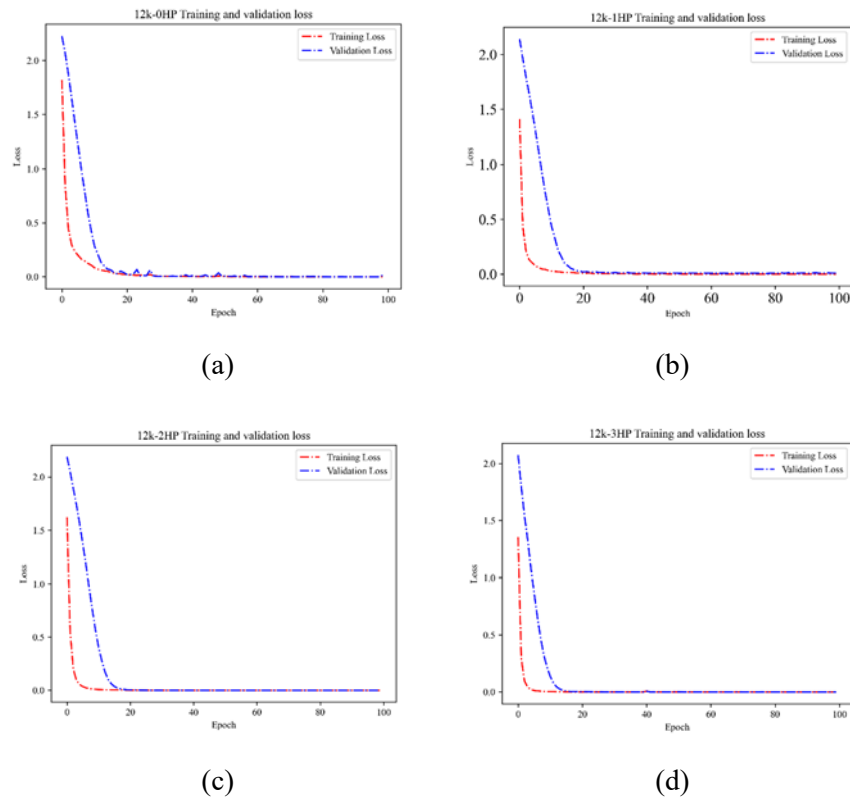 12k-0HP Training and validation loss
Training Loss
Validation Loss
2.0
1.5
1.0
0.5
0.0
Loss
0 20 40 60 80 100
Epoch
(a)
12k-1HP Training and validation loss
Training Loss
Validation Loss
2.0
1.5
1.0
0.5
0.0
Loss
0 20 40 60 80 100
Epoch
(b)
12k-2HP Training and validation loss
Training Loss
Validation Loss
2.0
1.5
1.0
0.5
0.0
Loss
0 20 40 60 80 100
Epoch
(c)
12k-3HP Training and validation loss
Training Loss
Validation Loss
2.0
1.5
1.0
0.5
0.0
Loss
0 20 40 60 80 100
Epoch
(d)